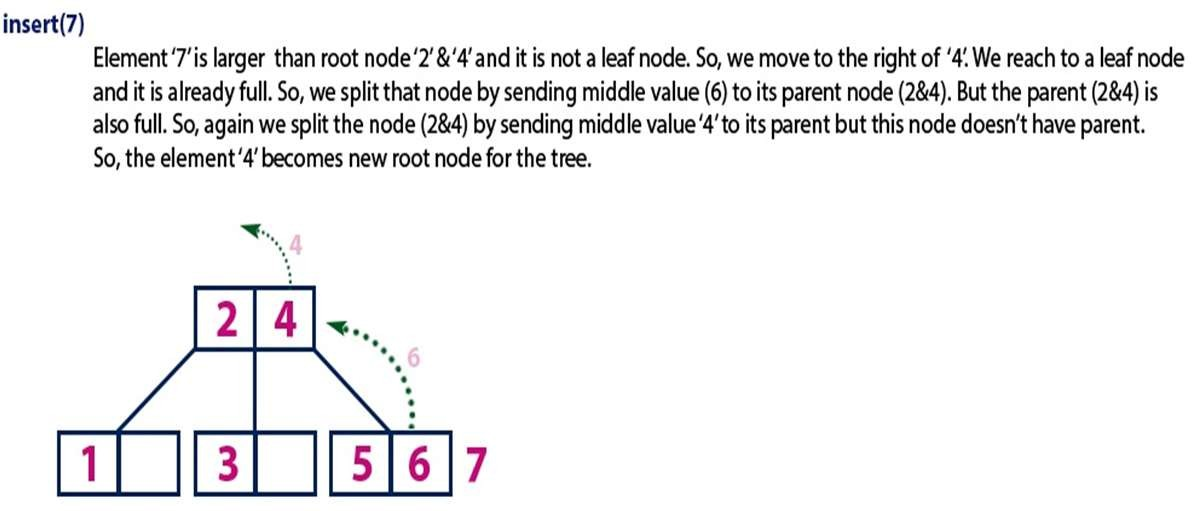 insert(7)
Element ‘7’ is larger than root node ‘2’ & ‘4’ and it is not a leaf node. So, we move to the right of ‘4’. We reach to a leaf node
and it is already full. So, we split that node by sending middle value (6) to its parent node (2&4). But the parent (2&4) is
also full. So, again we split the node (2&4) by sending middle value ‘4’ to its parent but this node doesn’t have parent.
So, the element ‘4’ becomes new root node for the tree.
4
2 4
6
1 3 5 6 7